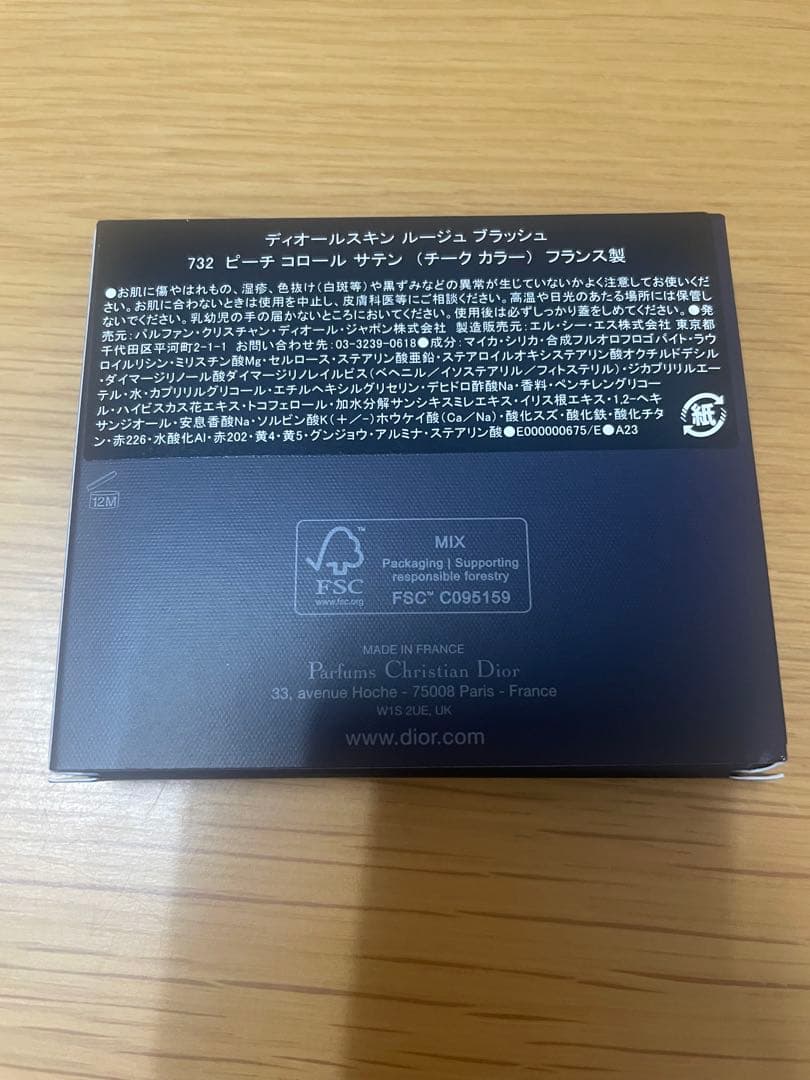 ディオールスキン ルージュ ブラッシュ
732 ピーチ コロール サテン （チーク カラー） フランス製
●お肌に傷やはれもの、湿疹、色抜け(白斑等)や黒ずみなどの異常が生じていないかよく注意してお使いくだ
さい。お肌に合わないときは使用を中止し、皮膚科医等にご相談ください。高温や日光のあたる場所には保管し
ないでください。乳幼児の手の届かないところにおいてください。使用後は必ずしっかり蓋をしめてください。●発
売元：パルファン・クリスチャン・ディオール・ジャポン株式会社 製造販売元：エル・シー・エス株式会社 東京都
千代田区平河町2-1-1 お問い合わせ先：03-3239-0618●成分：マイカ・シリカ・合成フルオロフロゴパイト・ラウ
ロイルリシン・ミリスチン酸Mg・セルロース・ステアリン酸亜鉛・ステアロイルオキシステアリン酸オクチルドデシル
・ダイマージリノール酸ダイマージリノレイルビス(ベヘニル／イソステアリル／フィトステリル)・ジカプリリルエー
テル・水・カプリリルグリコール・エチルヘキシルグリセリン・デヒドロ酢酸Na・香料・ペンチレングリコー
ル・ハイビスカス花エキス・トコフェロール・加水分解サンシキスミレエキス・イリス根エキス・1,2-ヘキ
サンジオール・安息香酸Na・ソルビン酸K(＋／−)ホウケイ酸(Ca／Na)・酸化スズ・酸化鉄・酸化チタ
ン・赤226・水酸化Al・赤202・黄4・黄5・グンジョウ・アルミナ・ステアリン酸●E000000675/E●A23
紙
12M
FSC
www.fsc.org
MIX
Packaging | Supporting
responsible forestry
FSC™ C095159
MADE IN FRANCE
Parfums Christian Dior
33, avenue Hoche - 75008 Paris - France
W1S 2UE, UK
www.dior.com